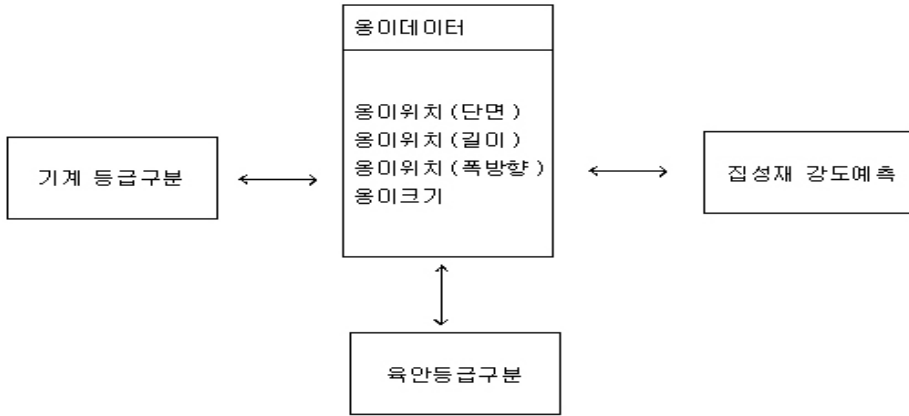 옹이데이터
옹이위치(단면)
옹이위치(길이)
옹이위치(폭방향)
옹이크기
기계 등급구분
집성재 강도예측
육안등급구분